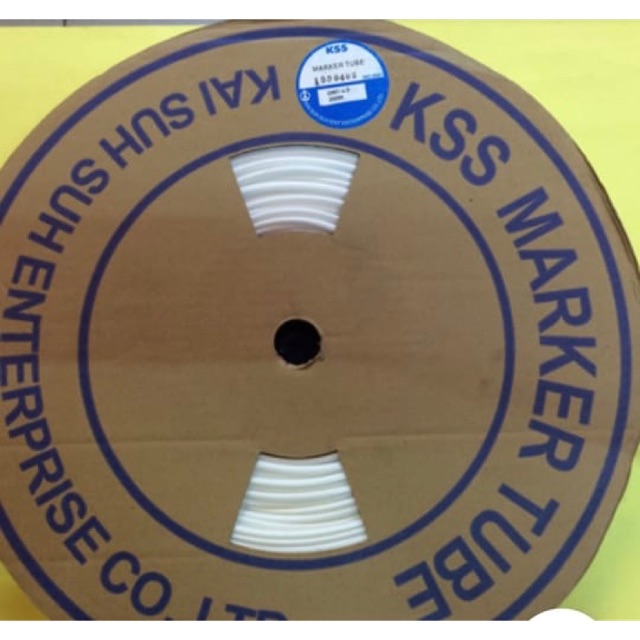 KSS MARKER TUBE
KAI SUH SUH ENTERPRISE CO. LTD
KSS
MARKER TUBE